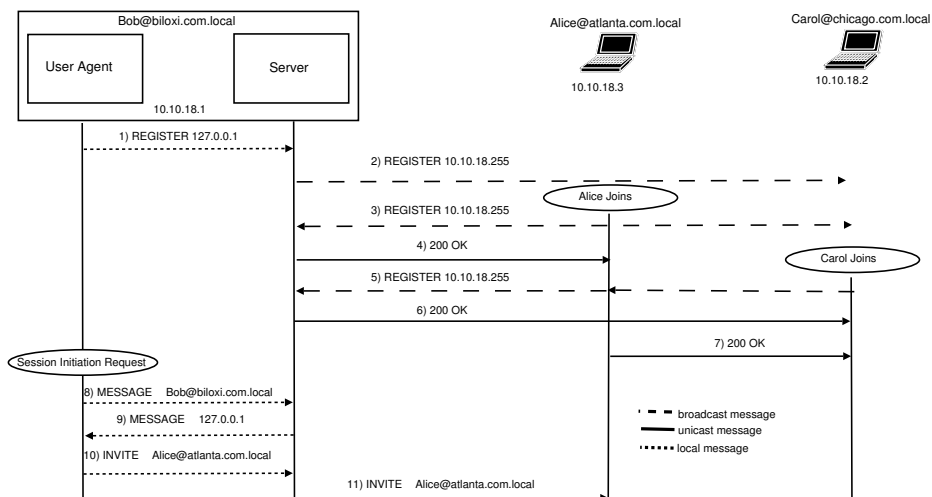 Bob@biloxi.com.local
Alice@atlanta.com.local
Carol@chicago.com.local
User Agent
Server
10.10.18.1
10.10.18.3
10.10.18.2
1) REGISTER 127.0.0.1
2) REGISTER 10.10.18.255
Alice Joins
3) REGISTER 10.10.18.255
4) 200 OK
Carol Joins
5) REGISTER 10.10.18.255
6) 200 OK
7) 200 OK
Session Initiation Request
8) MESSAGE Bob@biloxi.com.local
9) MESSAGE 127.0.0.1
10) INVITE Alice@atlanta.com.local
11) INVITE Alice@atlanta.com.local
broadcast message
unicast message
local message